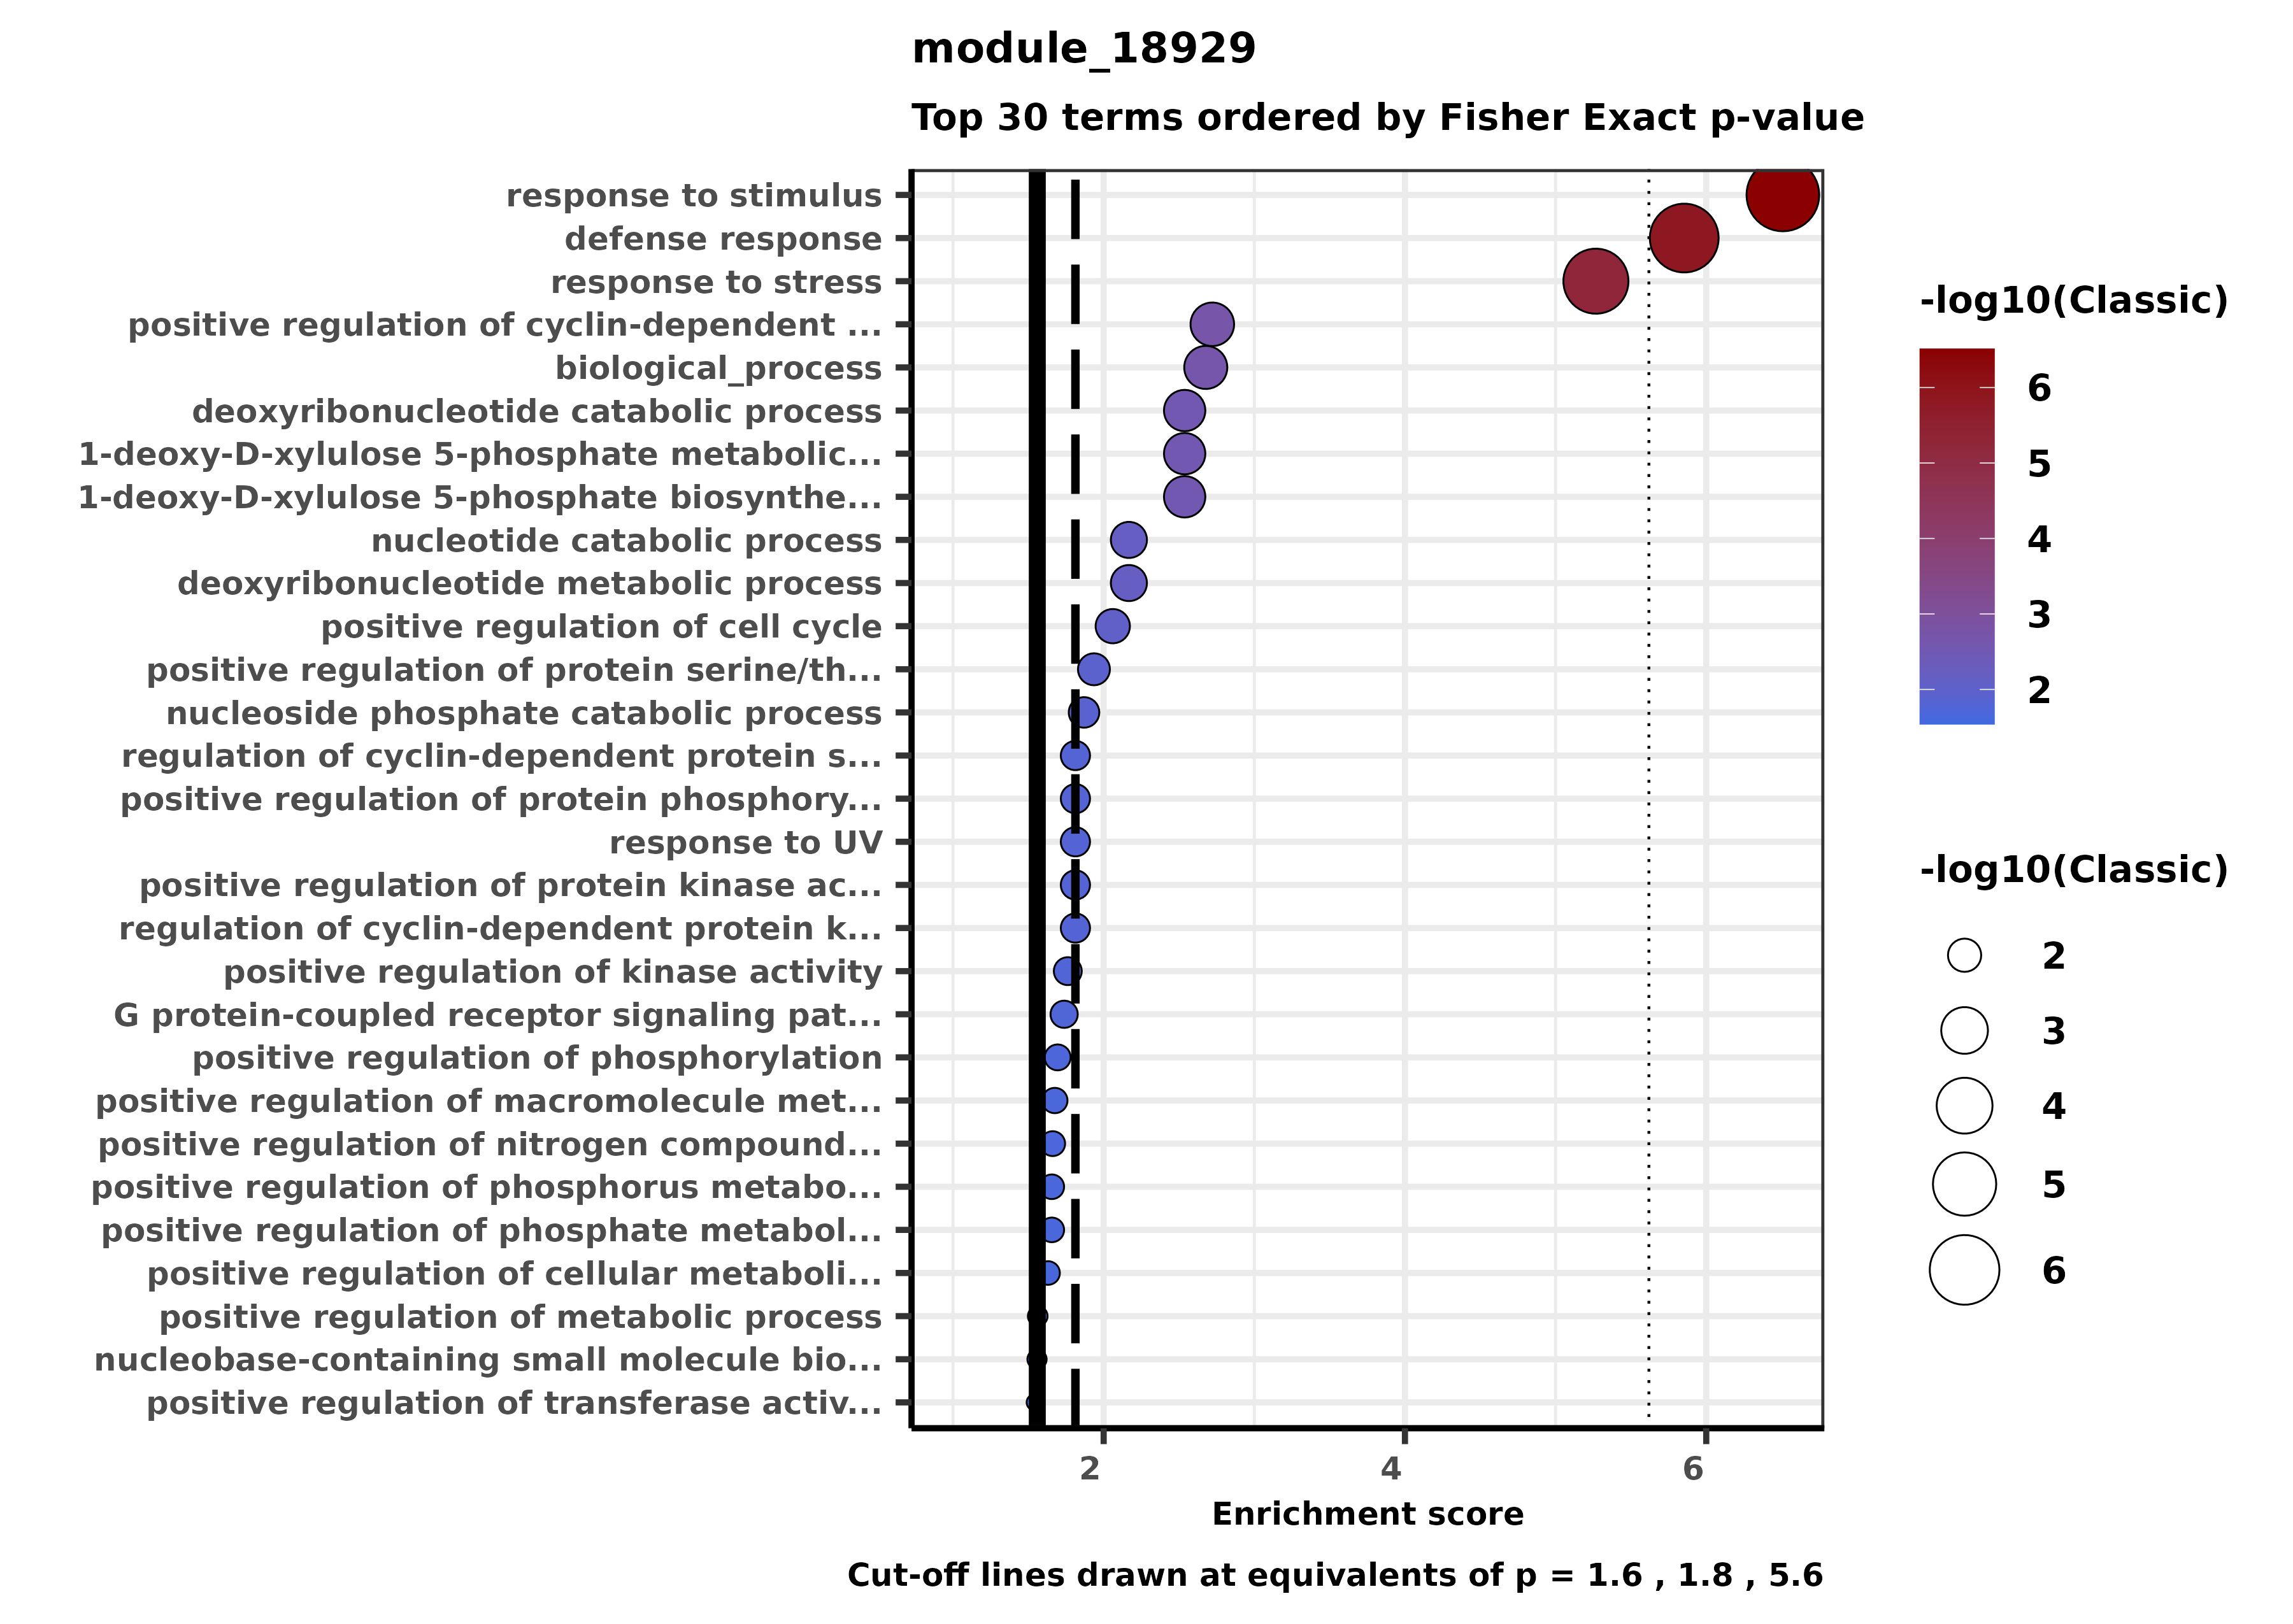 module_18929
Top 30 terms ordered by Fisher Exact p-value
response to stimulus
defense response
response to stress
positive regulation of cyclin-dependent ...
biological_process
deoxyribonucleotide catabolic process
1-deoxy-D-xylulose 5-phosphate metabolic...
1-deoxy-D-xylulose 5-phosphate biosynthe...
nucleotide catabolic process
deoxyribonucleotide metabolic process
positive regulation of cell cycle
positive regulation of protein serine/th...
nucleoside phosphate catabolic process
regulation of cyclin-dependent protein s...
positive regulation of protein phosphory...
response to UV
positive regulation of protein kinase ac...
regulation of cyclin-dependent protein k...
positive regulation of kinase activity
G protein-coupled receptor signaling pat...
positive regulation of phosphorylation
positive regulation of macromolecule met...
positive regulation of nitrogen compound...
positive regulation of phosphorus metabo...
positive regulation of phosphate metabol...
positive regulation of cellular metaboli...
positive regulation of metabolic process
nucleobase-containing small molecule bio...
positive regulation of transferase activ...
2 4 6
Enrichment score
Cut-off lines drawn at equivalents of p = 1.6 , 1.8 , 5.6
-log10(Classic)
6
5
4
3
2
-log10(Classic)
2
3
4
5
6